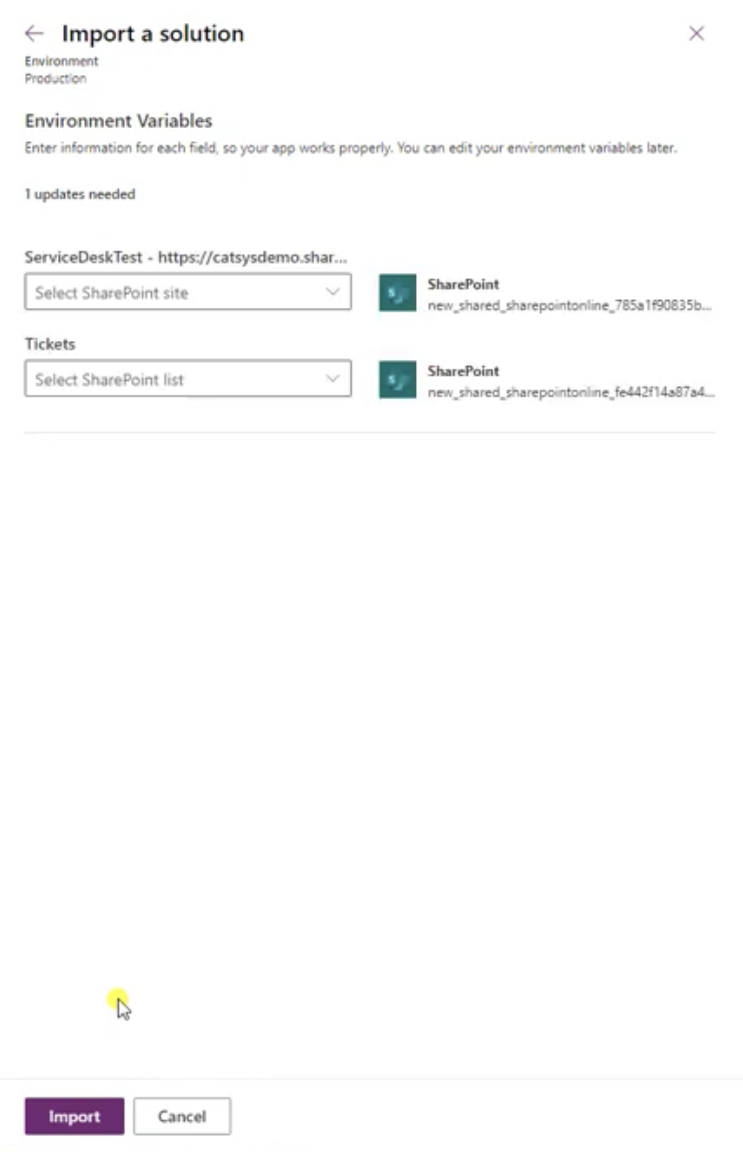 Import a solution
Environment
Production
Environment Variables
Enter information for each field, so your app works properly. You can edit your environment variables later.
1 updates needed
ServiceDeskTest - https://catsysdemo.shar...
Select SharePoint site
SharePoint
new_shared_sharepointonline_785a1f90835b...
Tickets
Select SharePoint list
SharePoint
new_shared_sharepointonline_fe442f14a87a4...
Import
Cancel